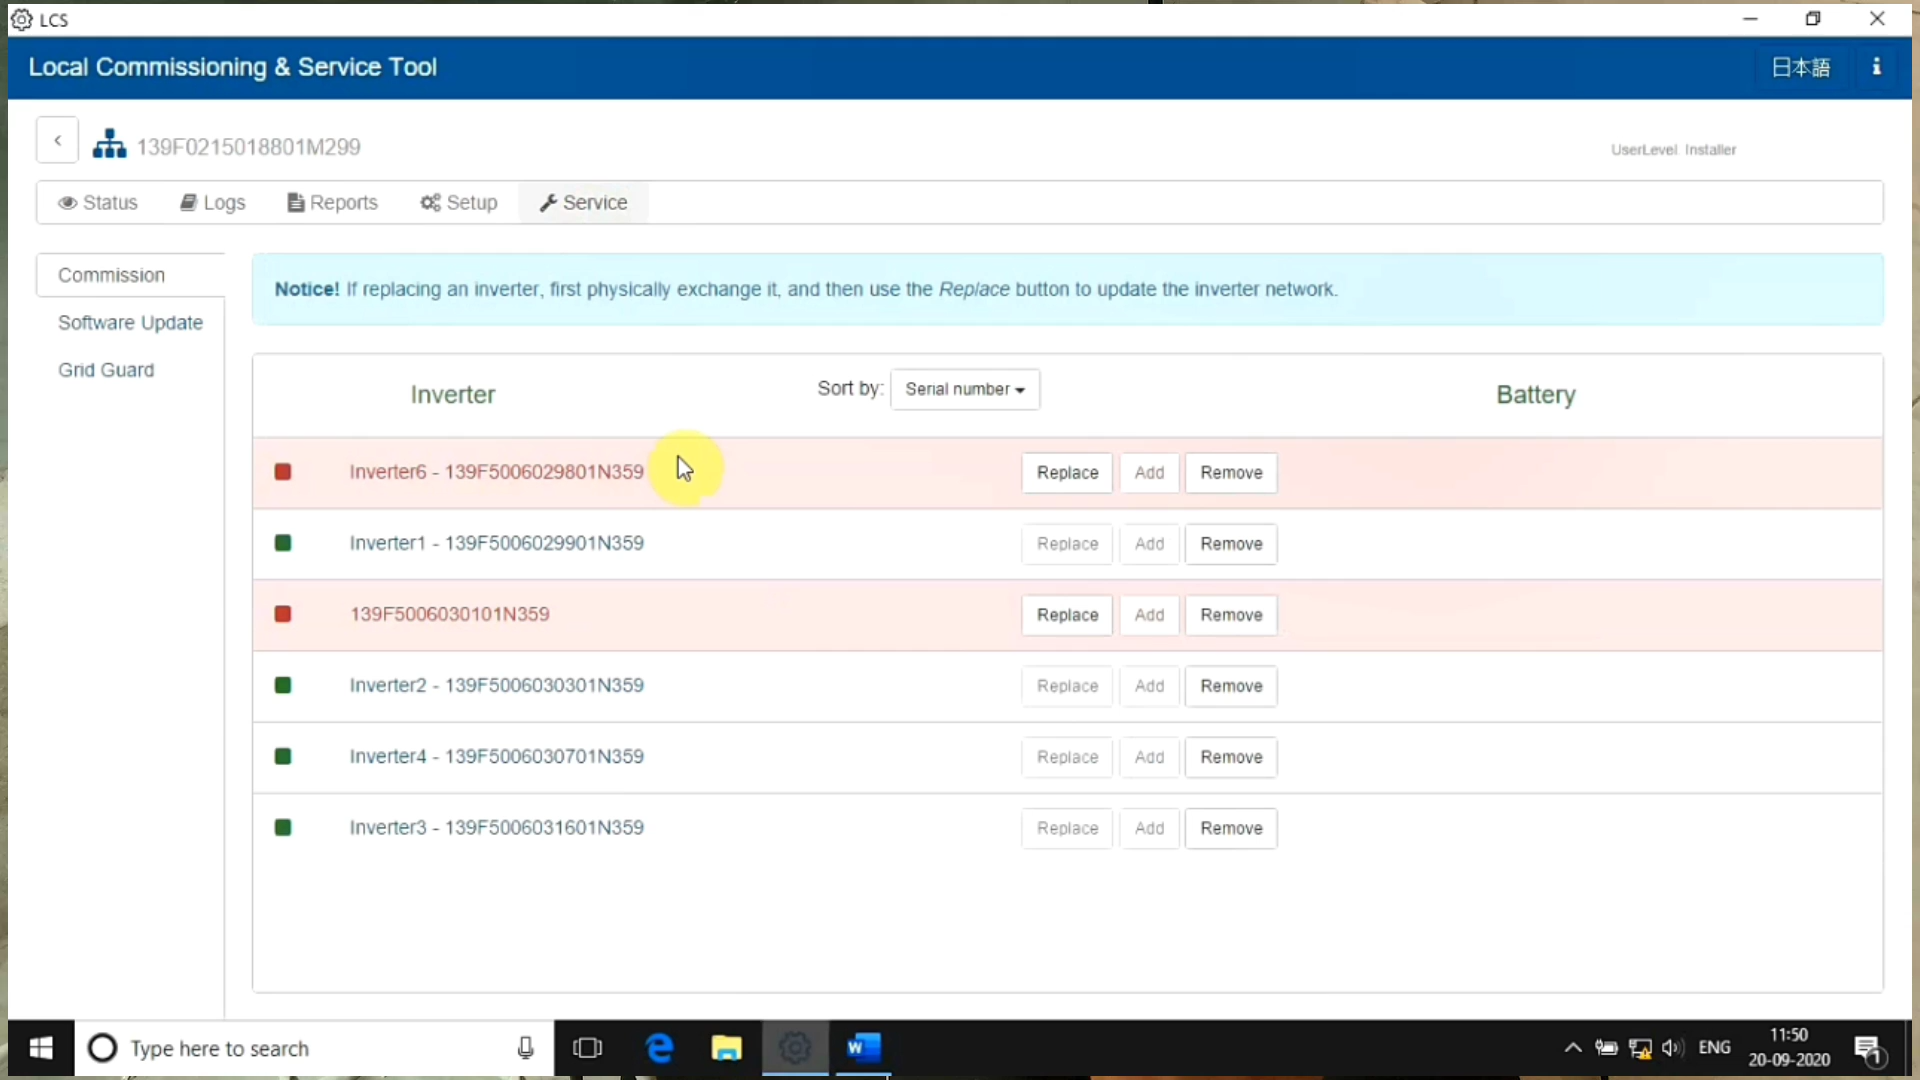 LCS
Local Commissioning & Service Tool
日本語
i
139F0215018801M299
UserLevel Installer
Status Logs Reports Setup Service
Commission
Software Update
Grid Guard
Notice! If replacing an inverter, first physically exchange it, and then use the Replace button to update the inverter network.
Inverter Sort by: Serial number Battery
Inverter6 - 139F5006029801N359 Replace Add Remove
Inverter1 - 139F5006029901N359 Replace Add Remove
139F5006030101N359 Replace Add Remove
Inverter2 - 139F5006030301N359 Replace Add Remove
Inverter4 - 139F5006030701N359 Replace Add Remove
Inverter3 - 139F5006031601N359 Replace Add Remove
Type here to search
W
ENG
11:50
20-09-2020
1